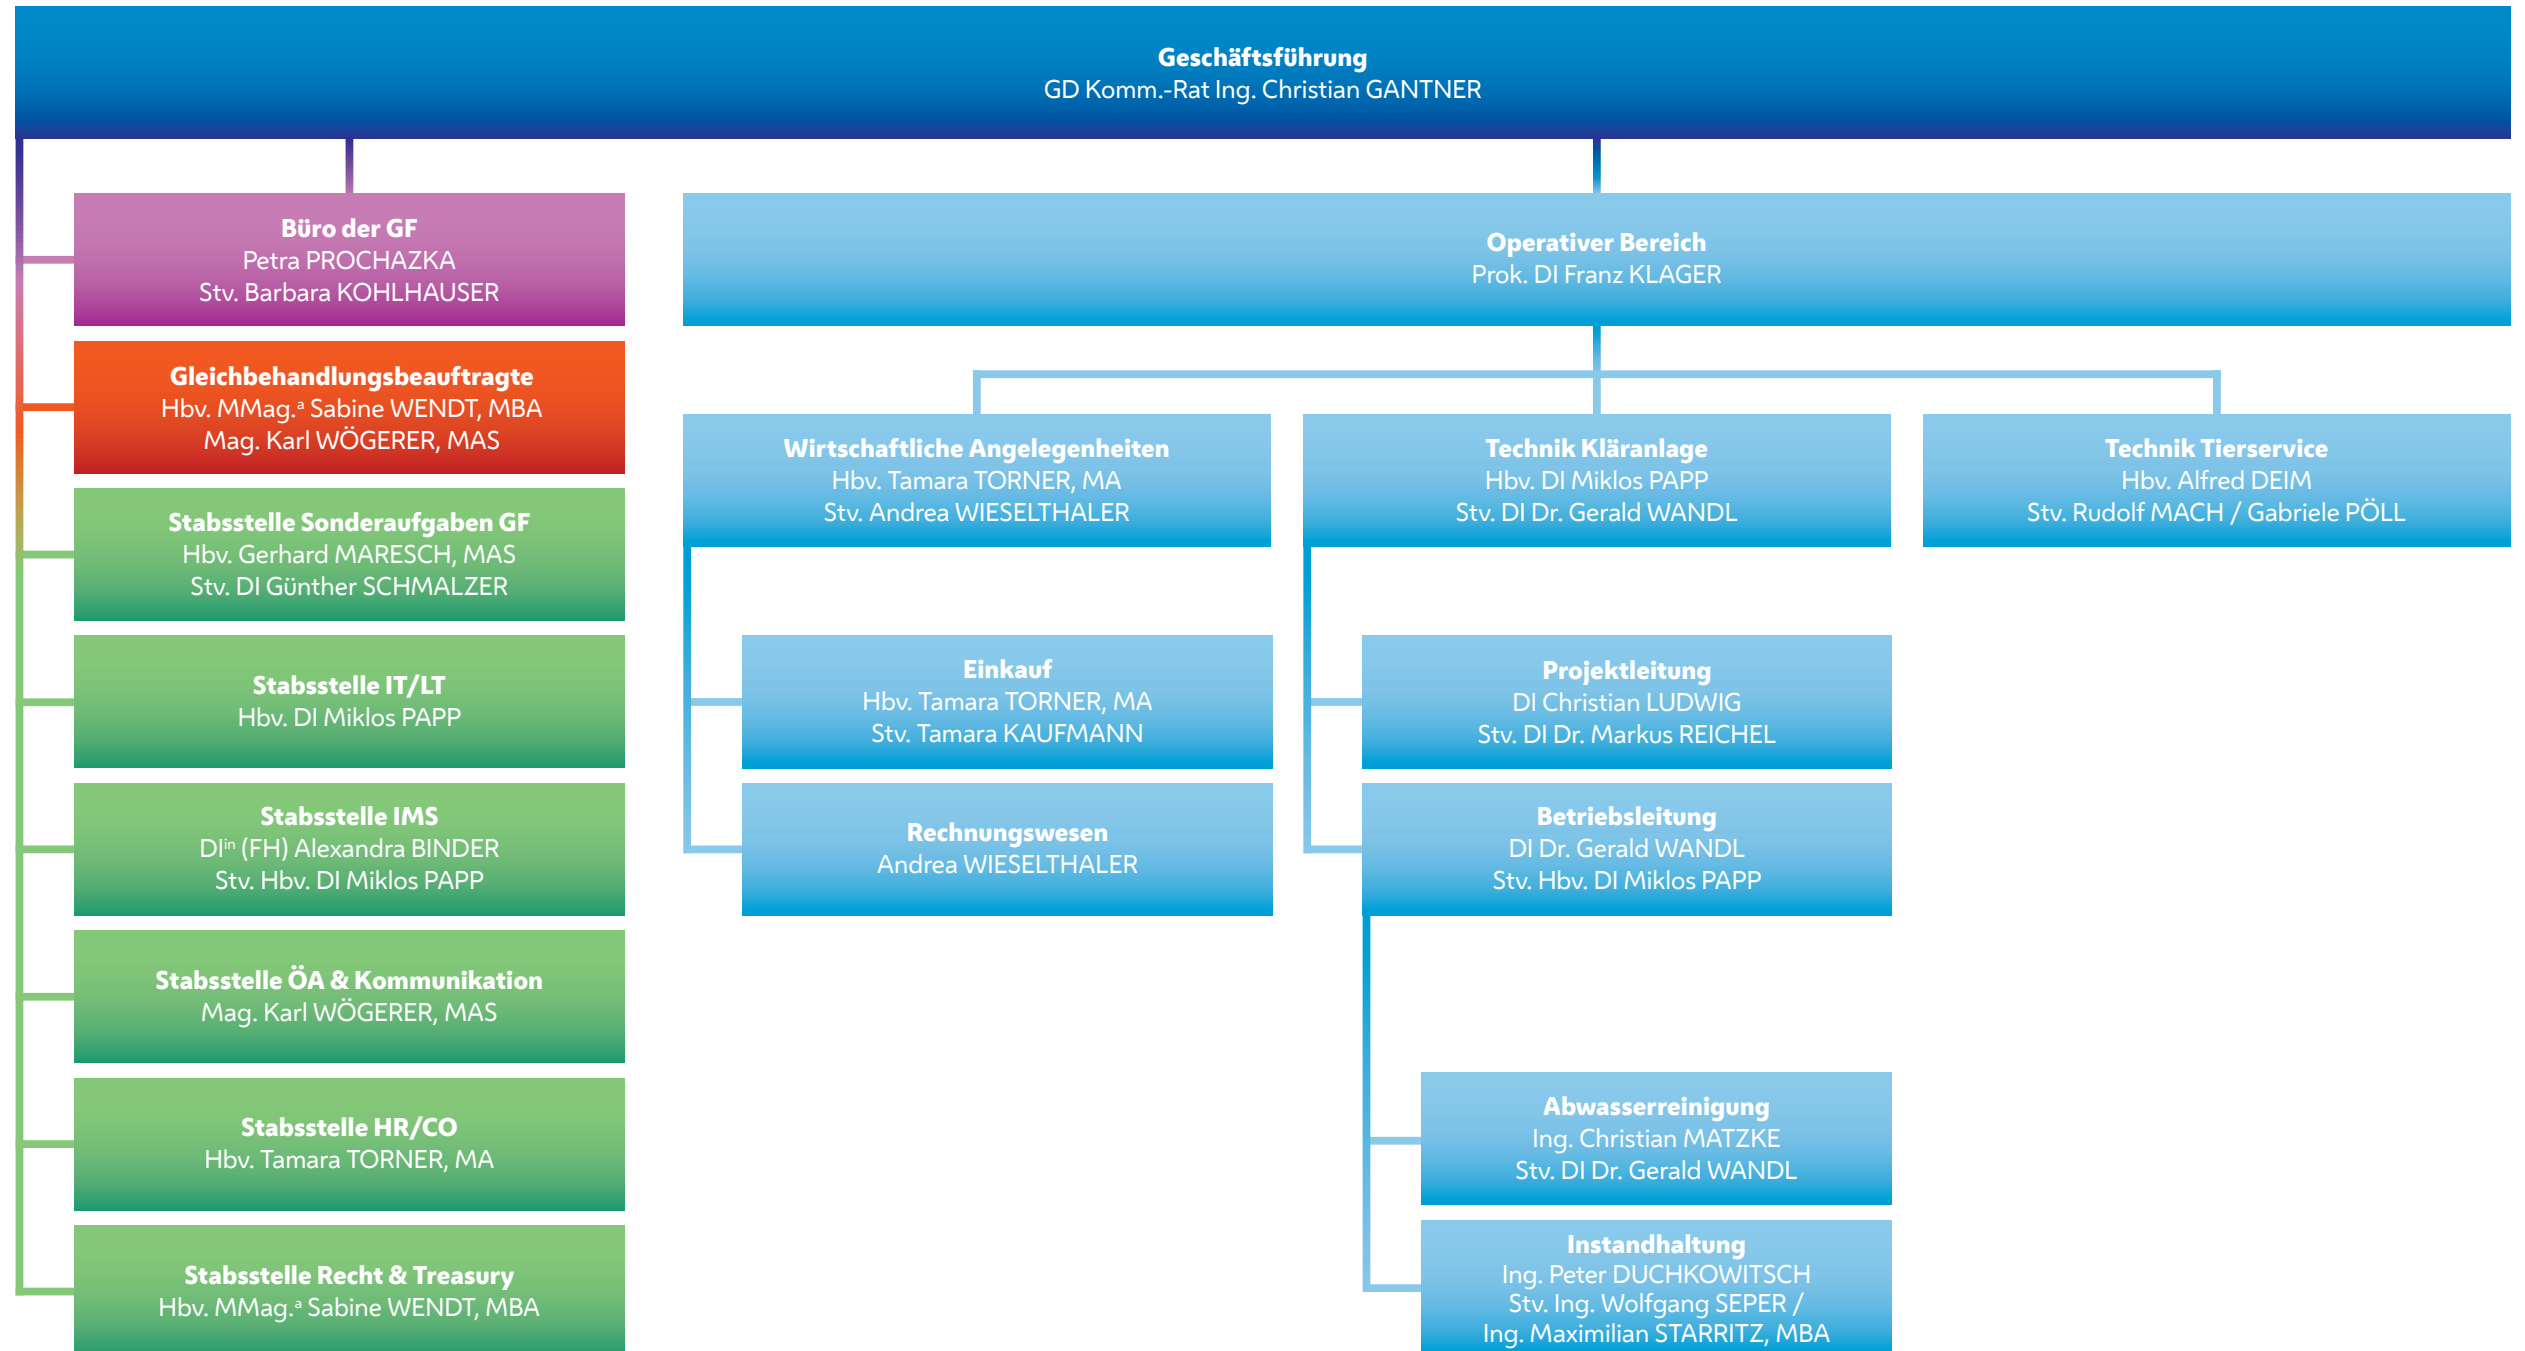 Geschäftsführung
GD Komm.-Rat Ing. Christian GANTNER
Büro der GF
Petra PROCHAZKA
Stv. Barbara KOHLHAUSER
Gleichbehandlungsbeauftragte
Hbv. MMag.ª Sabine WENDT, MBA
Mag. Karl WÖGERER, MAS
Stabsstelle Sonderaufgaben GF
Hbv. Gerhard MARESCH, MAS
Stv. DI Günther SCHMALZER
Stabsstelle IT/LT
Hbv. DI Miklos PAPP
Stabsstelle IMS
DIⁱⁿ (FH) Alexandra BINDER
Stv. Hbv. DI Miklos PAPP
Stabsstelle ÖA & Kommunikation
Mag. Karl WÖGERER, MAS
Stabsstelle HR/CO
Hbv. Tamara TORNER, MA
Stabsstelle Recht & Treasury
Hbv. MMag.ª Sabine WENDT, MBA
Operativer Bereich
Prok. DI Franz KLAGER
Wirtschaftliche Angelegenheiten
Hbv. Tamara TORNER, MA
Stv. Andrea WIESELTHALER
Einkauf
Hbv. Tamara TORNER, MA
Stv. Tamara KAUFMANN
Rechnungswesen
Andrea WIESELTHALER
Technik Kläranlage
Hbv. DI Miklos PAPP
Stv. DI Dr. Gerald WANDL
Projektleitung
DI Christian LUDWIG
Stv. DI Dr. Markus REICHEL
Betriebsleitung
DI Dr. Gerald WANDL
Stv. Hbv. DI Miklos PAPP
Abwasserreinigung
Ing. Christian MATZKE
Stv. DI Dr. Gerald WANDL
Instandhaltung
Ing. Peter DUCHKOWITSCH
Stv. Ing. Wolfgang SEPER /
Ing. Maximilian STARRITZ, MBA
Technik Tierservice
Hbv. Alfred DEIM
Stv. Rudolf MACH / Gabriele PÖLL